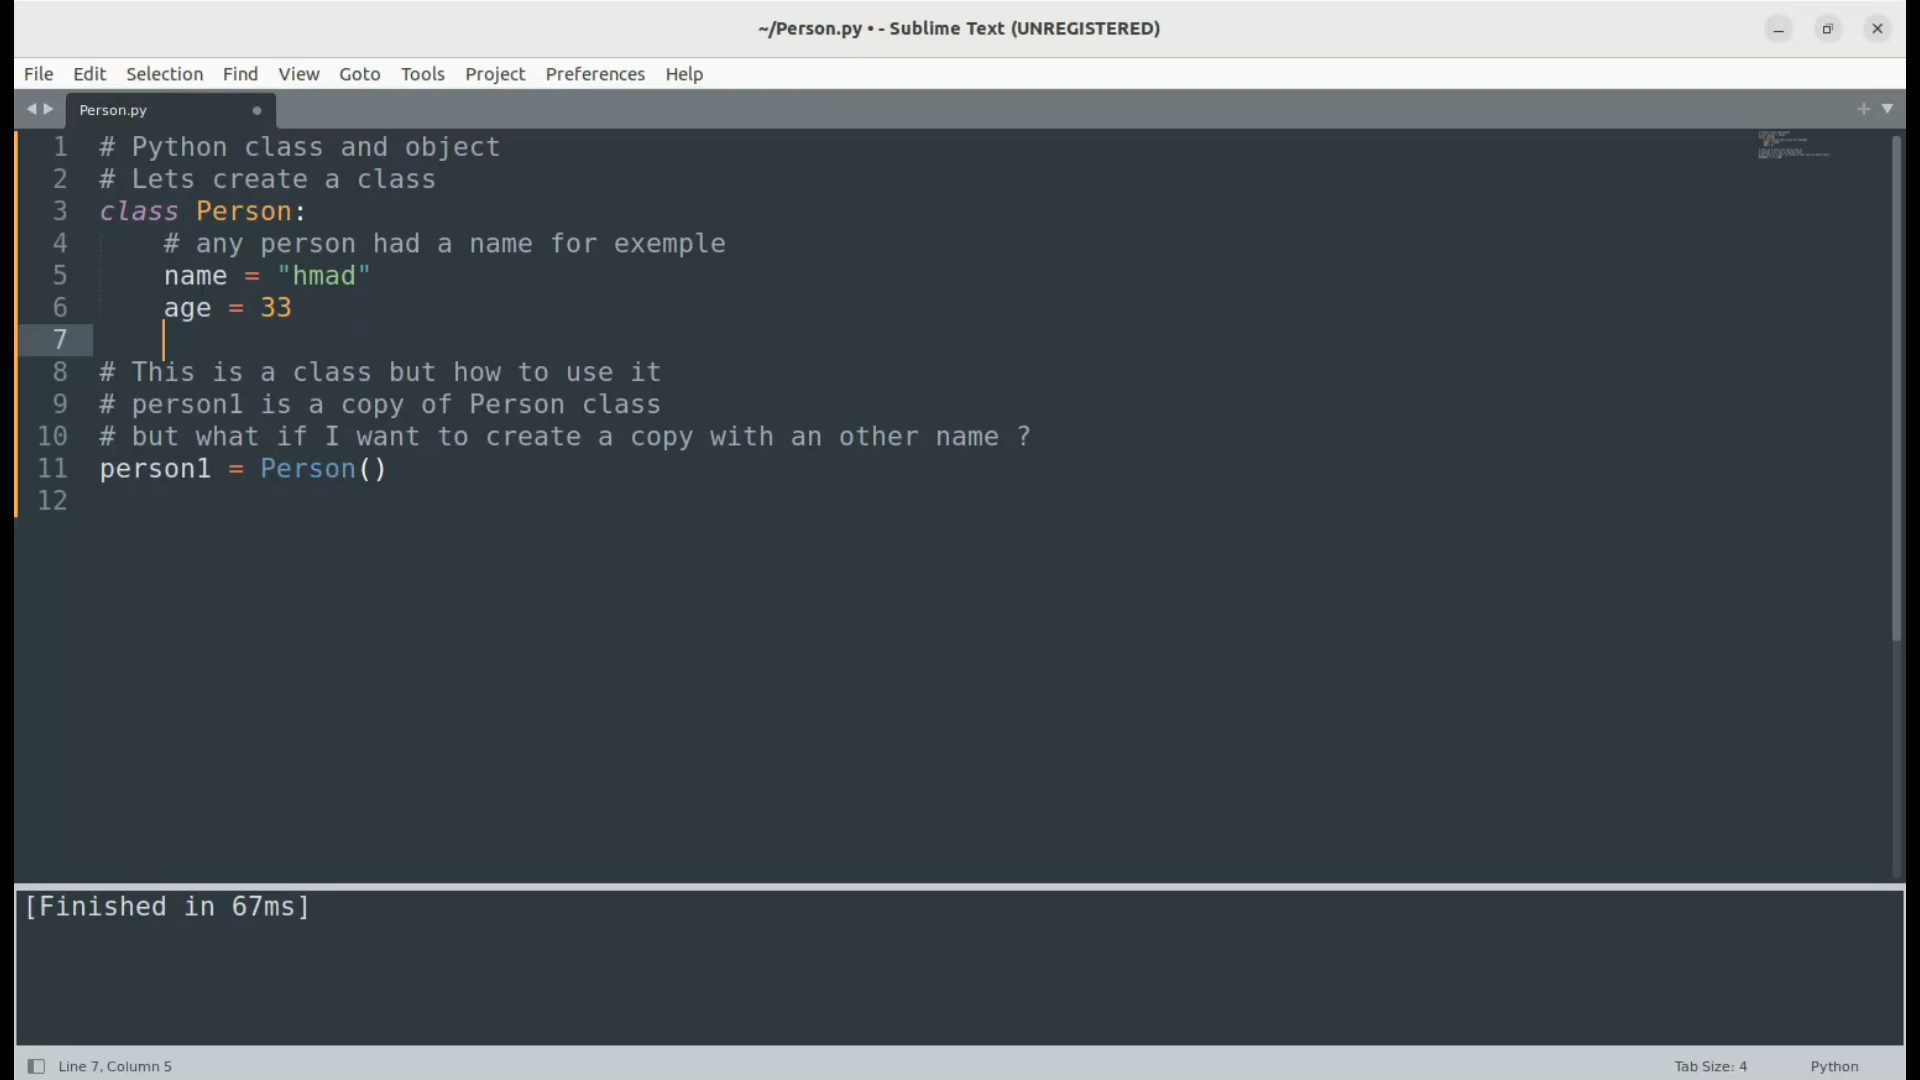 ~/Person.py • - Sublime Text (UNREGISTERED)
File Edit Selection Find View Goto Tools Project Preferences Help
Person.py
1 # Python class and object
2 # Lets create a class
3 class Person:
4     # any person had a name for exemple
5     name = "hmad"
6     age = 33
7
8 # This is a class but how to use it
9 # person1 is a copy of Person class
10 # but what if I want to create a copy with an other name ?
11 person1 = Person()
12
[Finished in 67ms]
Line 7, Column 5 Tab Size: 4 Python